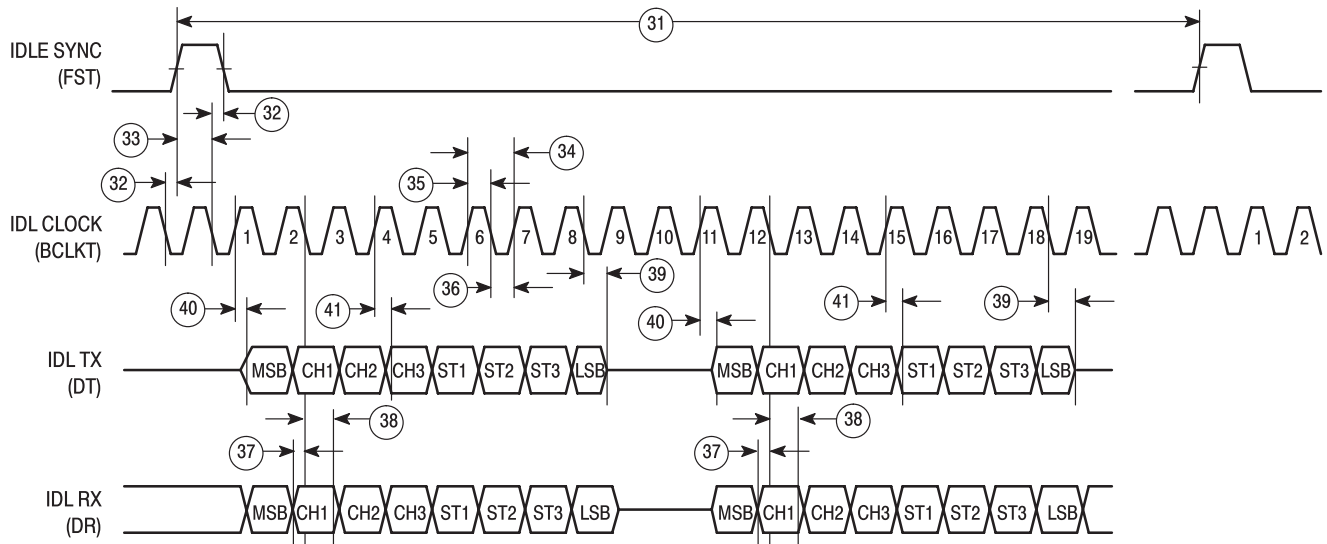 31
IDLE SYNC
(FST)
32
33
34
32
35
IDL CLOCK
(BCLKT)
1 2 3 4 5 6 7 8 9 10 11 12 13 14 15 16 17 18 19 1 2
39
36
40 41 41 39
40
IDL TX
(DT)
MSB CH1 CH2 CH3 ST1 ST2 ST3 LSB MSB CH1 CH2 CH3 ST1 ST2 ST3 LSB
38 38
37 37
IDL RX
(DR)
MSB CH1 CH2 CH3 ST1 ST2 ST3 LSB MSB CH1 CH2 CH3 ST1 ST2 ST3 LSB